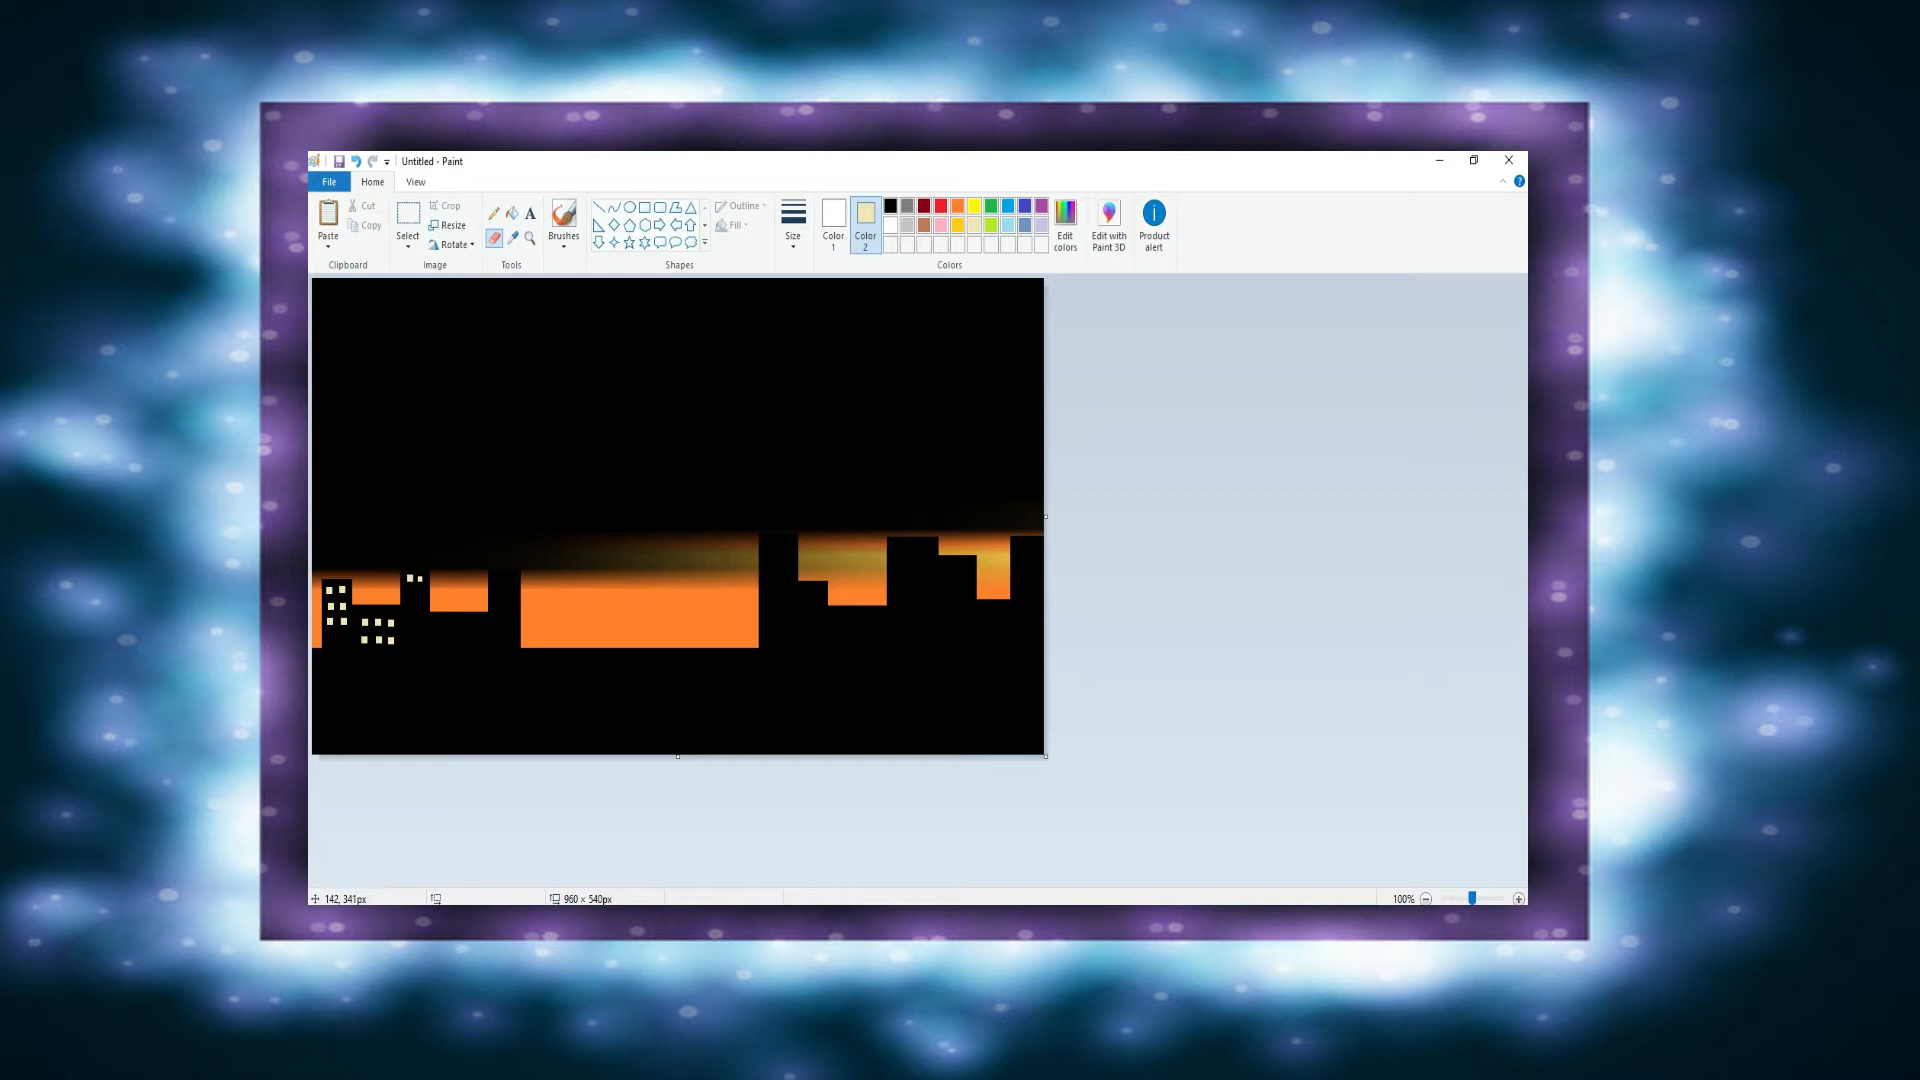 Untitled - Paint
File Home View
Paste
Cut
Copy
Clipboard
Select
Crop
Resize
Rotate
Image
A
Tools
Brushes
Outline
Fill
Shapes
Size
Color
1
Color
2
Edit
colors
Colors
Edit with
Paint 3D
Product
alert
142, 341px
960 × 540px
100%